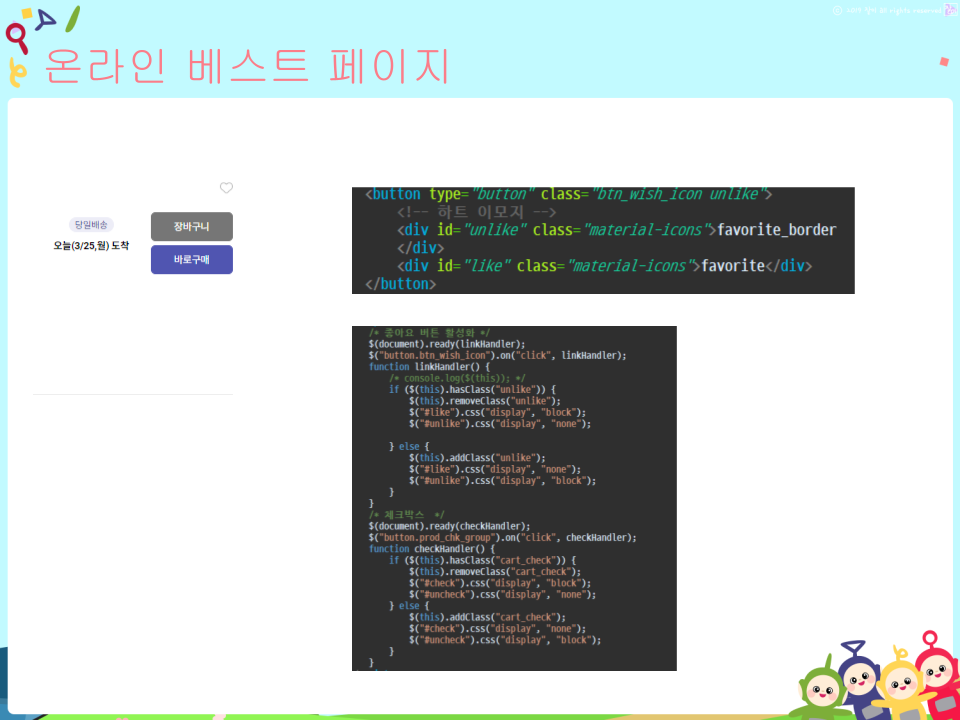 All rights reserved
온라인 베스트 페이지
당일배송
오늘(3/25,월) 도착
장바구니
바로구매
<button type="button" class="btn_wish_icon unlike">
<!-- 하트 이모지 -->
<div id="unlike" class="material-icons">favorite_border
</div>
<div id="like" class="material-icons">favorite</div>
</button>
/* 좋아요 버튼 활성화 */
$(document).ready(linkHandler);
$("button.btn_wish_icon").on("click", linkHandler);
function linkHandler() {
/* console.log($(this)); */
if ($(this).hasClass("unlike")) {
$(this).removeClass("unlike");
$("#like").css("display", "block");
$("#unlike").css("display", "none");
} else {
$(this).addClass("unlike");
$("#like").css("display", "none");
$("#unlike").css("display", "block");
}
}
/* 체크박스 */
$(document).ready(checkHandler);
$("button.prod_chk_group").on("click", checkHandler);
function checkHandler() {
if ($(this).hasClass("cart_check")) {
$(this).removeClass("cart_check");
$("#check").css("display", "block");
$("#uncheck").css("display", "none");
} else {
$(this).addClass("cart_check");
$("#check").css("display", "none");
$("#uncheck").css("display", "block");
}
}